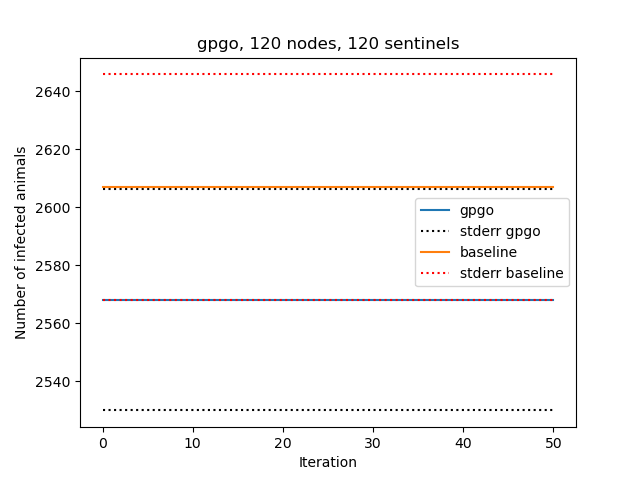 gpgo, 120 nodes, 120 sentinels
Number of infected animals
2640
2620
2600
2580
2560
2540
gpgo
stderr gpgo
baseline
stderr baseline
0 10 20 30 40 50
Iteration